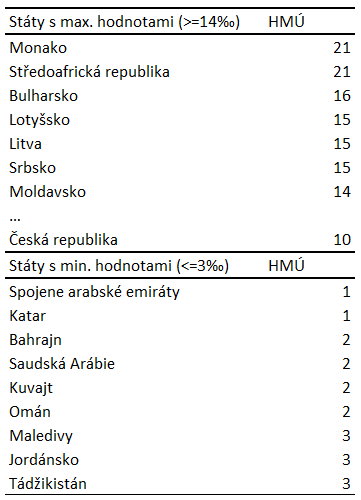 Státy s max. hodnotami (>=14‰) HMÚ
Monako 21
Středoafrická republika 21
Bulharsko 16
Lotyšsko 15
Litva 15
Srbsko 15
Moldavsko 14
...
Česká republika 10
Státy s min. hodnotami (<=3‰) HMÚ
Spojene arabské emiráty 1
Katar 1
Bahrajn 2
Saudská Arábie 2
Kuvajt 2
Omán 2
Maledivy 3
Jordánsko 3
Tádžikistán 3